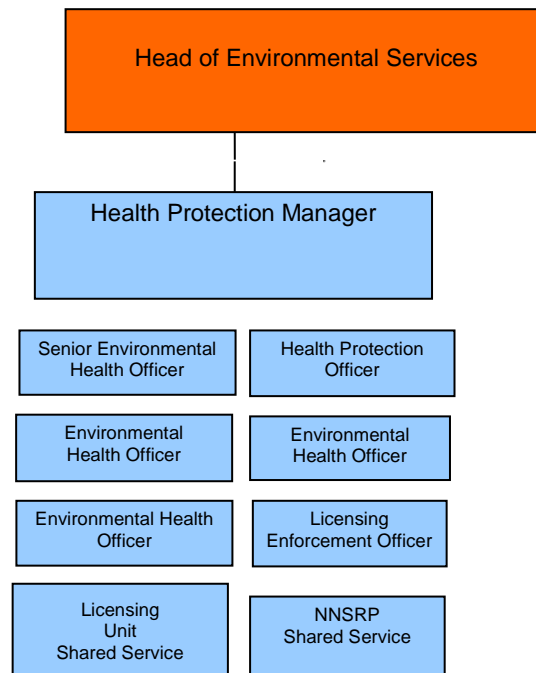 Head of Environmental Services
Health Protection Manager
Senior Environmental
Health Officer
Health Protection
Officer
Environmental
Health Officer
Environmental
Health Officer
Environmental Health
Officer
Licensing
Enforcement Officer
Licensing
Unit
Shared Service
NNSRP
Shared Service